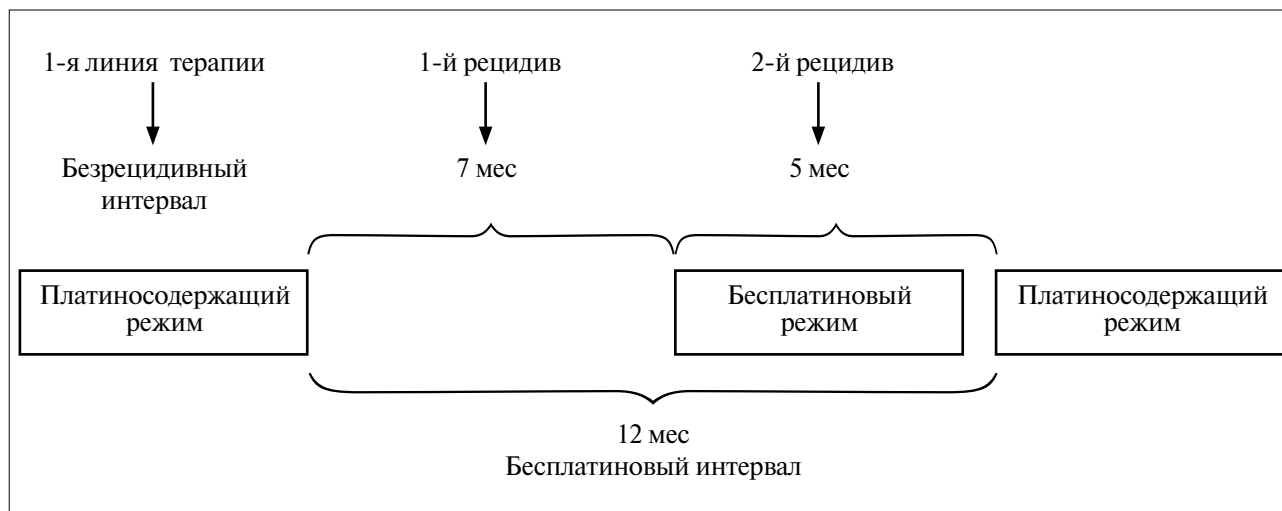 1-я линия терапии
1-й рецидив
2-й рецидив
Безрецидивный
интервал
7 мес
5 мес
Платиносодержащий
режим
Бесплатиновый
режим
Платиносодержащий
режим
12 мес
Бесплатиновый интервал